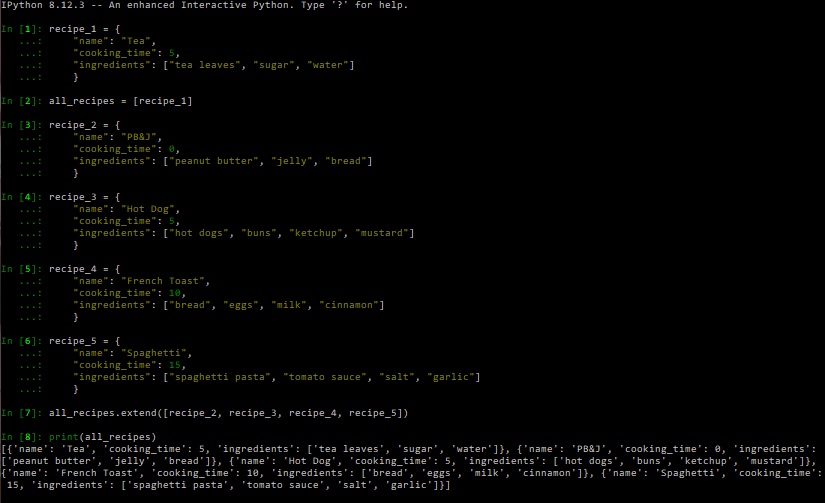 IPython 8.12.3 -- An enhanced Interactive Python. Type '?' for help.
In [1]: recipe_1 = {
   ...:     "name": "Tea",
   ...:     "cooking_time": 5,
   ...:     "ingredients": ["tea leaves", "sugar", "water"]
   ...:     }
In [2]: all_recipes = [recipe_1]
In [3]: recipe_2 = {
   ...:     "name": "PB&J",
   ...:     "cooking_time": 0,
   ...:     "ingredients": ["peanut butter", "jelly", "bread"]
   ...:     }
In [4]: recipe_3 = {
   ...:     "name": "Hot Dog",
   ...:     "cooking_time": 5,
   ...:     "ingredients": ["hot dogs", "buns", "ketchup", "mustard"]
   ...:     }
In [5]: recipe_4 = {
   ...:     "name": "French Toast",
   ...:     "cooking_time": 10,
   ...:     "ingredients": ["bread", "eggs", "milk", "cinnamon"]
   ...:     }
In [6]: recipe_5 = {
   ...:     "name": "Spaghetti",
   ...:     "cooking_time": 15,
   ...:     "ingredients": ["spaghetti pasta", "tomato sauce", "salt", "garlic"]
   ...:     }
In [7]: all_recipes.extend([recipe_2, recipe_3, recipe_4, recipe_5])
In [8]: print(all_recipes)
[{'name': 'Tea', 'cooking_time': 5, 'ingredients': ['tea leaves', 'sugar', 'water']}, {'name': 'PB&J', 'cooking_time': 0, 'ingredients':
['peanut butter', 'jelly', 'bread']}, {'name': 'Hot Dog', 'cooking_time': 5, 'ingredients': ['hot dogs', 'buns', 'ketchup', 'mustard']},
{'name': 'French Toast', 'cooking_time': 10, 'ingredients': ['bread', 'eggs', 'milk', 'cinnamon']}, {'name': 'Spaghetti', 'cooking_time':
 15, 'ingredients': ['spaghetti pasta', 'tomato sauce', 'salt', 'garlic']}]